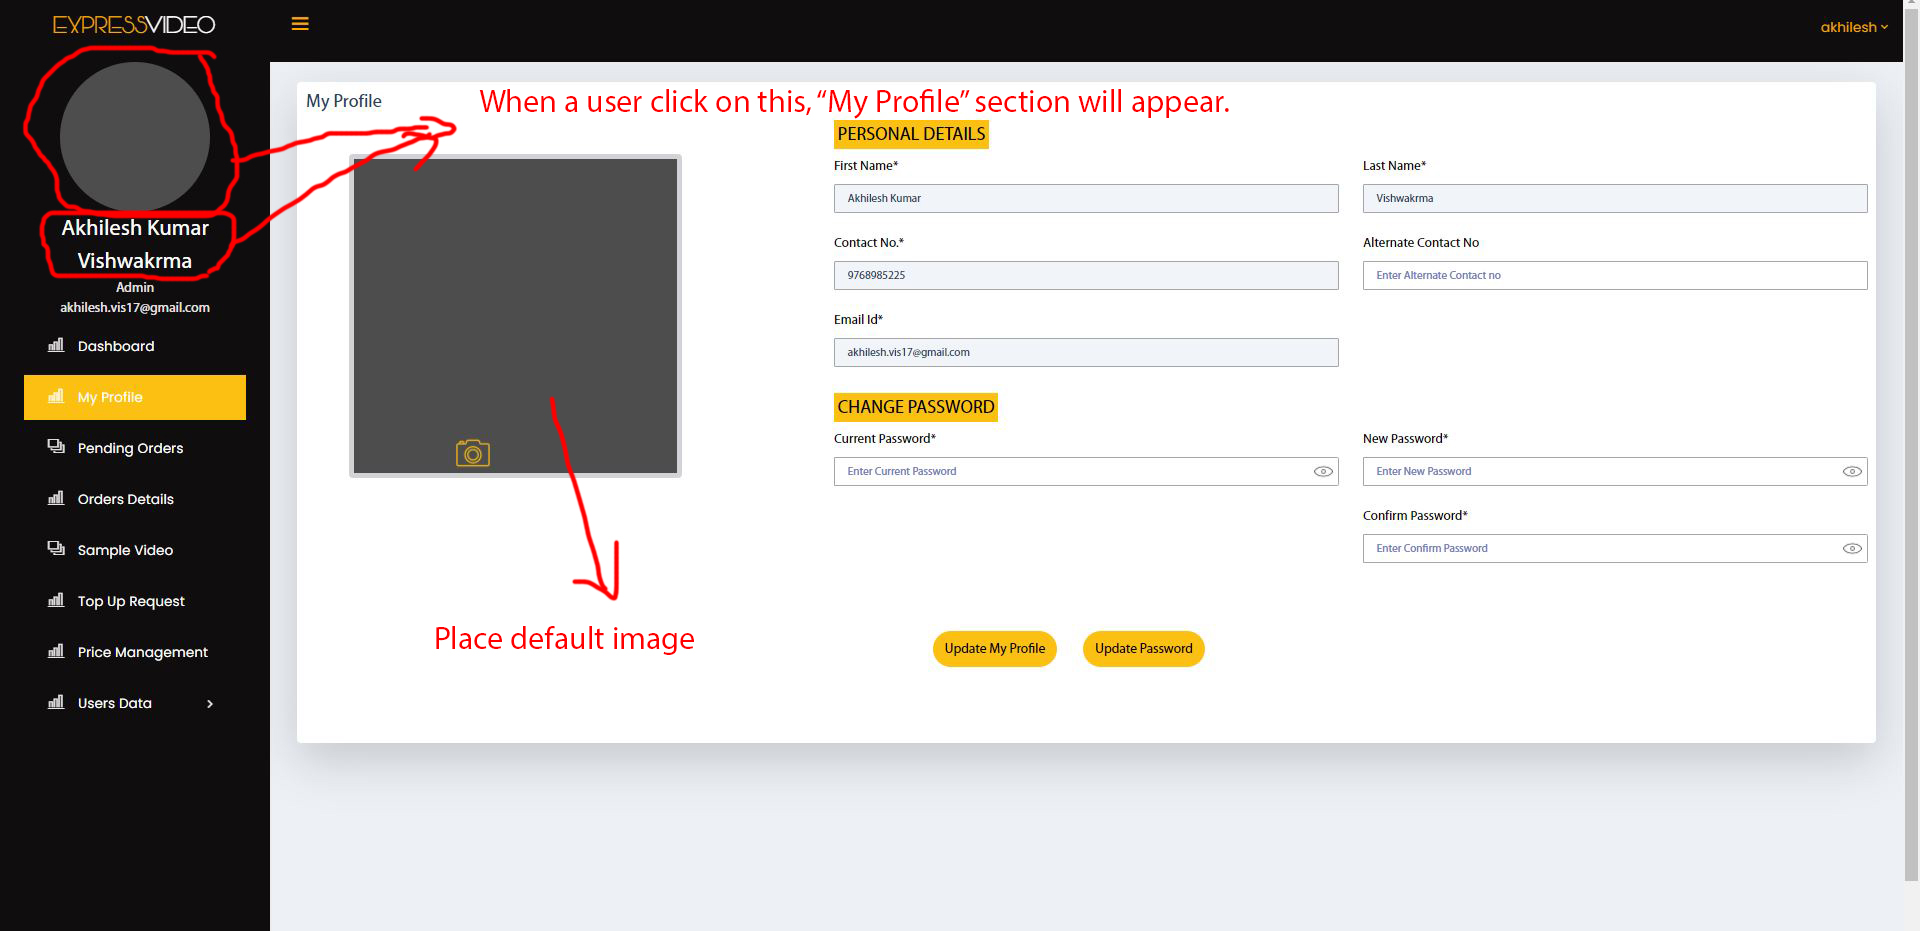 EXPRESSVIDEO
akhilesh
Akhilesh Kumar
Vishwakrma
Admin
akhilesh.vis17@gmail.com
Dashboard
My Profile
Pending Orders
Orders Details
Sample Video
Top Up Request
Price Management
Users Data
My Profile
When a user click on this, “My Profile” section will appear.
PERSONAL DETAILS
First Name*
Last Name*
Akhilesh Kumar
Vishwakrma
Contact No.*
Alternate Contact No
9768985225
Enter Alternate Contact no
Email Id*
akhilesh.vis17@gmail.com
CHANGE PASSWORD
Current Password*
New Password*
Enter Current Password
Enter New Password
Confirm Password*
Enter Confirm Password
Place default image
Update My Profile
Update Password